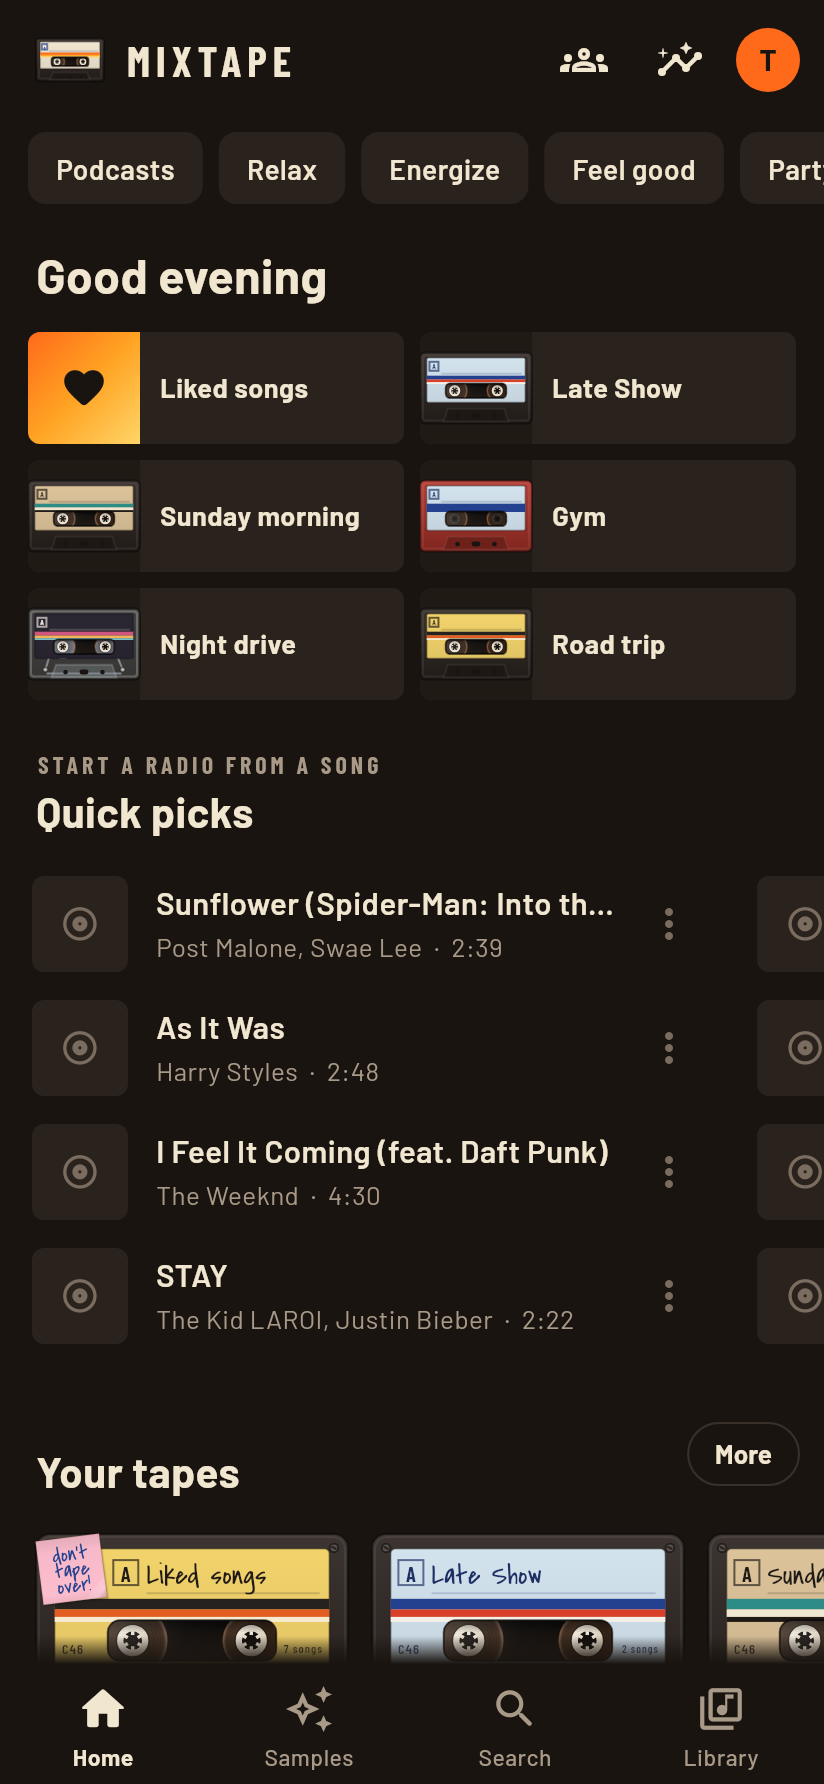 MIXTAPE
T
Podcasts
Relax
Energize
Feel good
Party
Good evening
Liked songs
A
Late Show
A
Sunday morning
A
Gym
A
Night drive
A
Road trip
START A RADIO FROM A SONG
Quick picks
Sunflower (Spider-Man: Into th...
Post Malone, Swae Lee · 2:39
As It Was
Harry Styles · 2:48
I Feel It Coming (feat. Daft Punk)
The Weeknd · 4:30
STAY
The Kid LAROI, Justin Bieber · 2:22
Your tapes
More
don't
tape
over!
A Liked songs
C46
7 songs
A Late Show
C46
2 songs
A Sunda
C46
Home
Samples
Search
Library